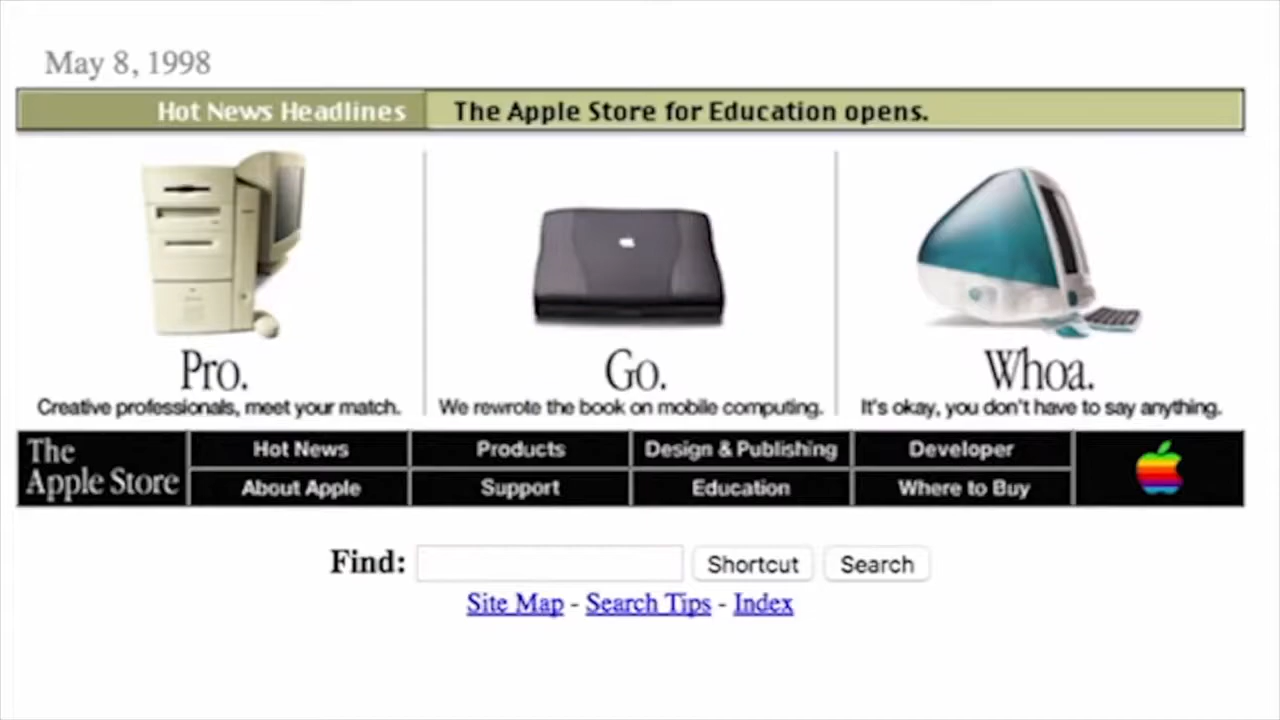 May 8, 1998
Hot News Headlines
The Apple Store for Education opens.
Pro.
Creative professionals, meet your match.
Go.
We rewrote the book on mobile computing.
Whoa.
It's okay, you don't have to say anything.
The
Apple Store
Hot News
Products
Design & Publishing
Developer
About Apple
Support
Education
Where to Buy
Find:
Shortcut
Search
Site Map - Search Tips - Index